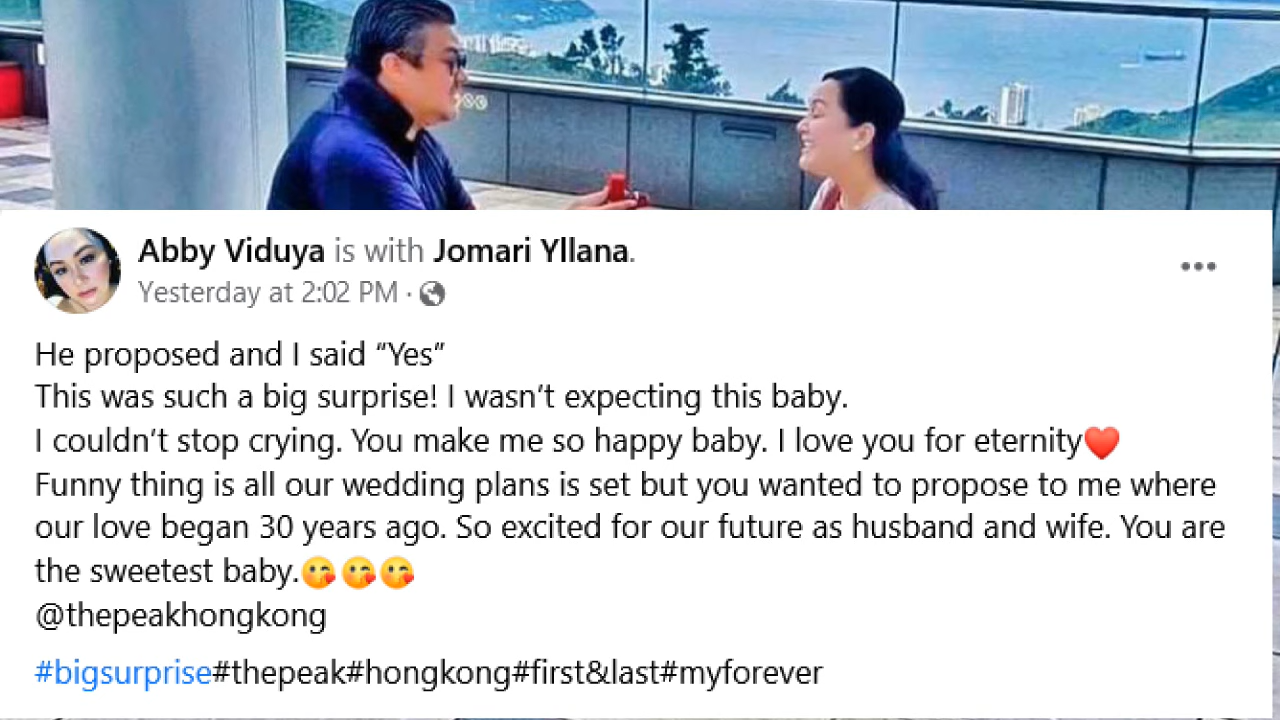 Abby Viduya is with Jomari Yllana.
Yesterday at 2:02 PM ·
He proposed and I said “Yes”
This was such a big surprise! I wasn’t expecting this baby.
I couldn’t stop crying. You make me so happy baby. I love you for eternity❤️
Funny thing is all our wedding plans is set but you wanted to propose to me where
our love began 30 years ago. So excited for our future as husband and wife. You are
the sweetest baby.😘😘😘
@thepeakhongkong
#bigsurprise#thepeak#hongkong#first&last#myforever